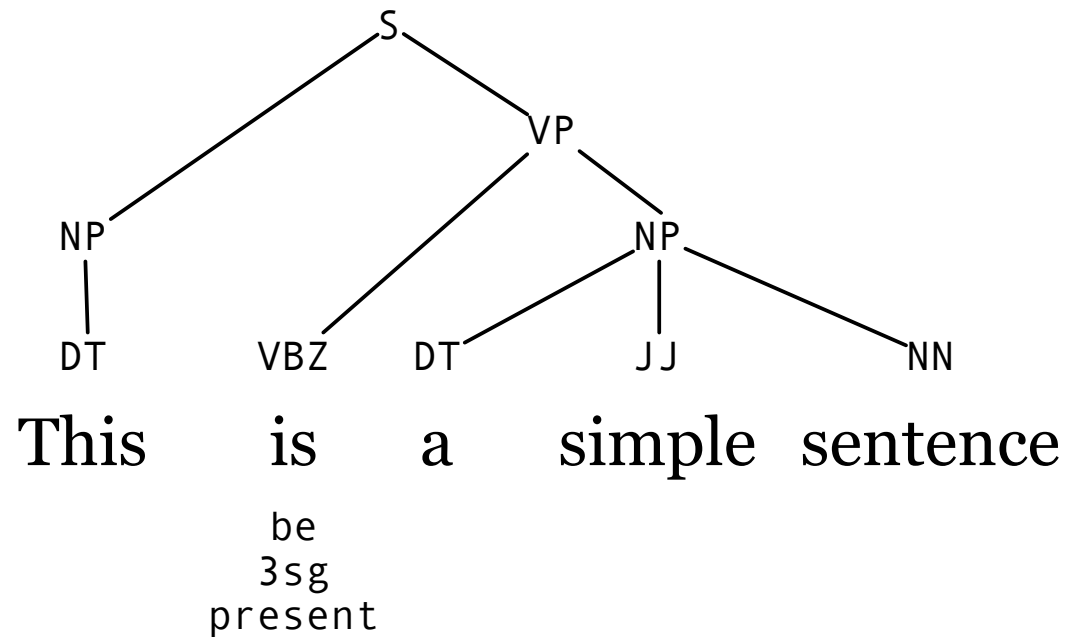 S
VP
NP NP
DT VBZ DT JJ NN
This is a simple sentence
be
3sg
present